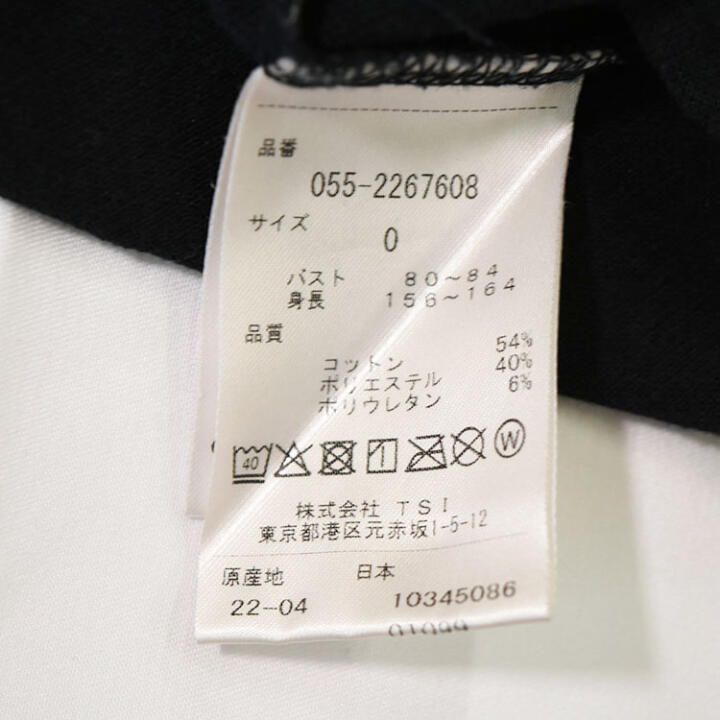 品番
055-2267608
サイズ
0
バスト 80〜84
身長 156〜164
品質
コットン 54%
ポリエステル 40%
ポリウレタン 6%
40 W
株式会社 TSI
東京都港区元赤坂1-5-12
原産地 日本
22-04 10345086